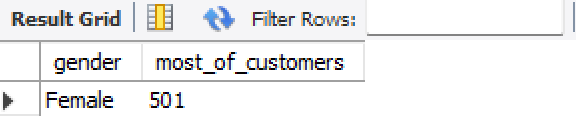 Result Grid Filter Rows:
gender most_of_customers
Female 501